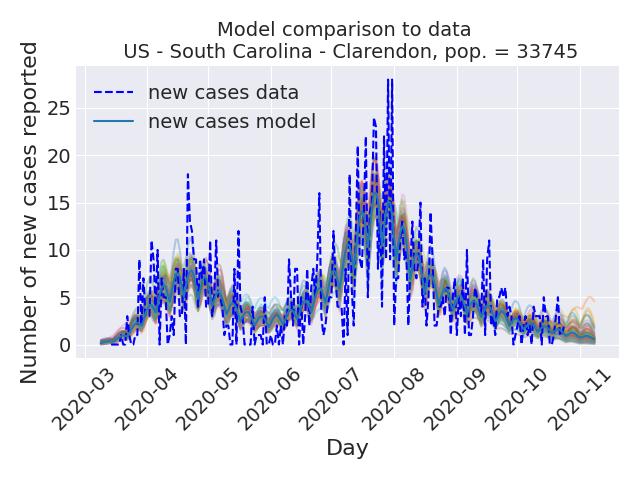 Model comparison to data
US - South Carolina - Clarendon, pop. = 33745
Number of new cases reported
25
20
15
10
5
0
new cases data
new cases model
2020-03
2020-04
2020-05
2020-06
2020-07
2020-08
2020-09
2020-10
2020-11
Day